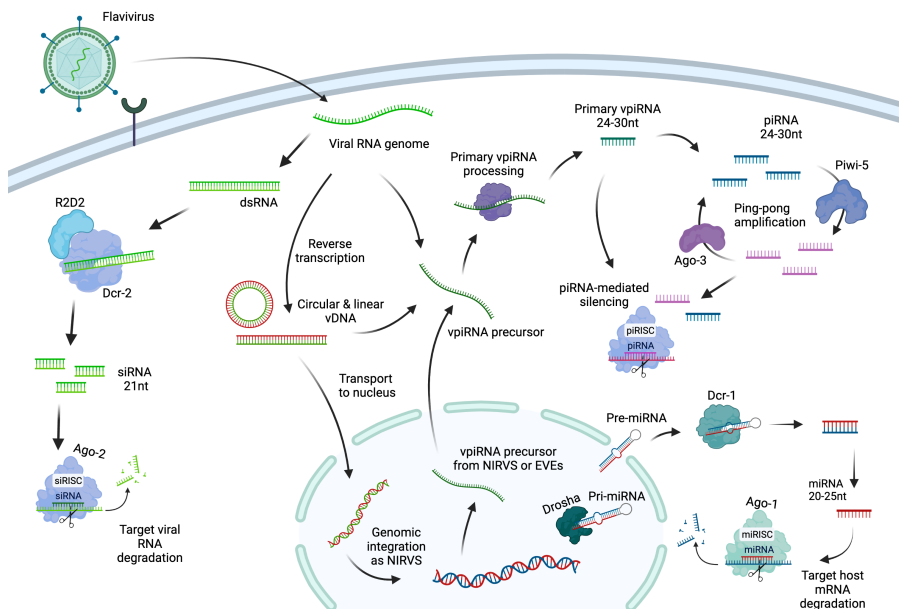 Flavivirus
Viral RNA genome
dsRNA
R2D2
Dcr-2
siRNA
21nt
Ago-2
siRISC
siRNA
Target viral
RNA
degradation
Reverse
transcription
Circular & linear
vDNA
Transport
to nucleus
Genomic
integration
as NIRVS
vpiRNA precursor
from NIRVS or EVEs
vpiRNA precursor
Primary vpiRNA
processing
Primary vpiRNA
24-30nt
piRNA
24-30nt
Piwi-5
Ping-pong
amplification
Ago-3
piRNA-mediated
silencing
piRISC
piRNA
Drosha
Pri-miRNA
Pre-miRNA
Dcr-1
miRNA
20-25nt
Ago-1
miRISC
miRNA
Target host
mRNA
degradation